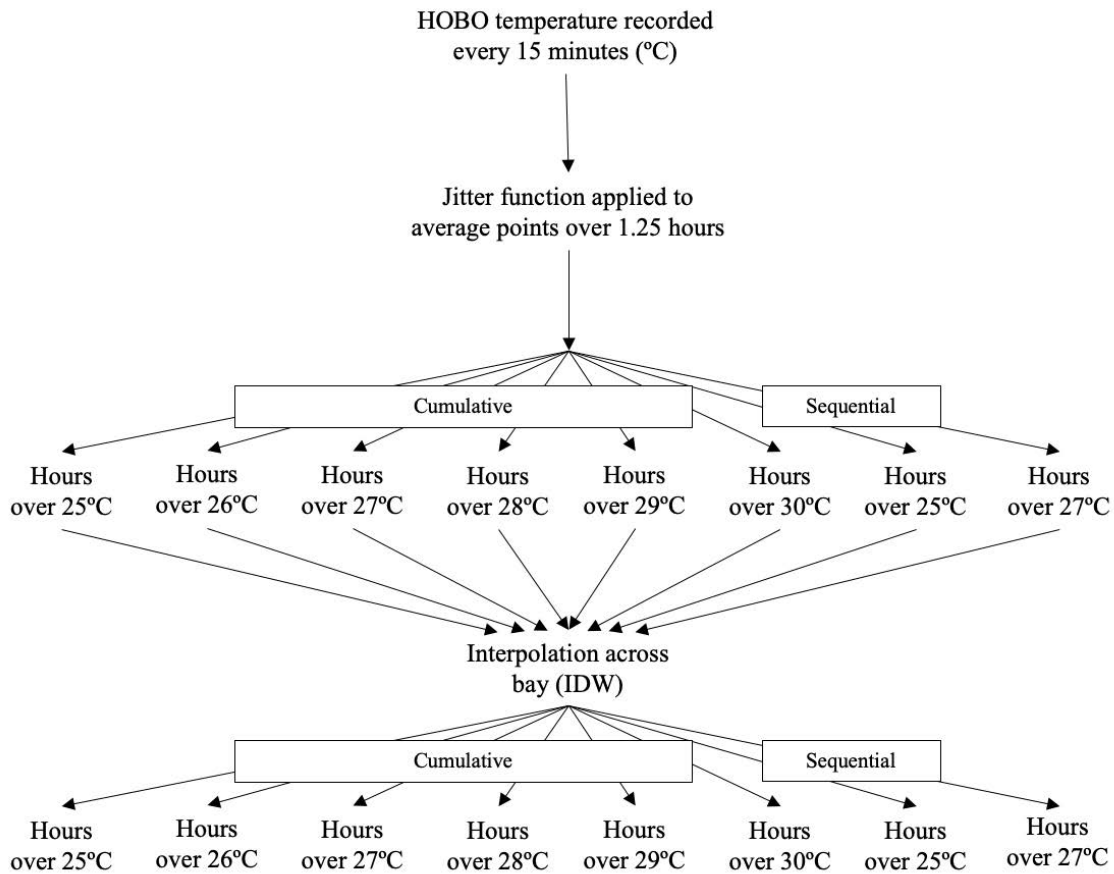 HOBO temperature recorded
every 15 minutes (ºC)
Jitter function applied to
average points over 1.25 hours
Cumulative
Sequential
Hours
over 25ºC
Hours
over 26ºC
Hours
over 27ºC
Hours
over 28ºC
Hours
over 29ºC
Hours
over 30ºC
Hours
over 25ºC
Hours
over 27ºC
Interpolation across
bay (IDW)
Cumulative
Sequential
Hours
over 25ºC
Hours
over 26ºC
Hours
over 27ºC
Hours
over 28ºC
Hours
over 29ºC
Hours
over 30ºC
Hours
over 25ºC
Hours
over 27ºC